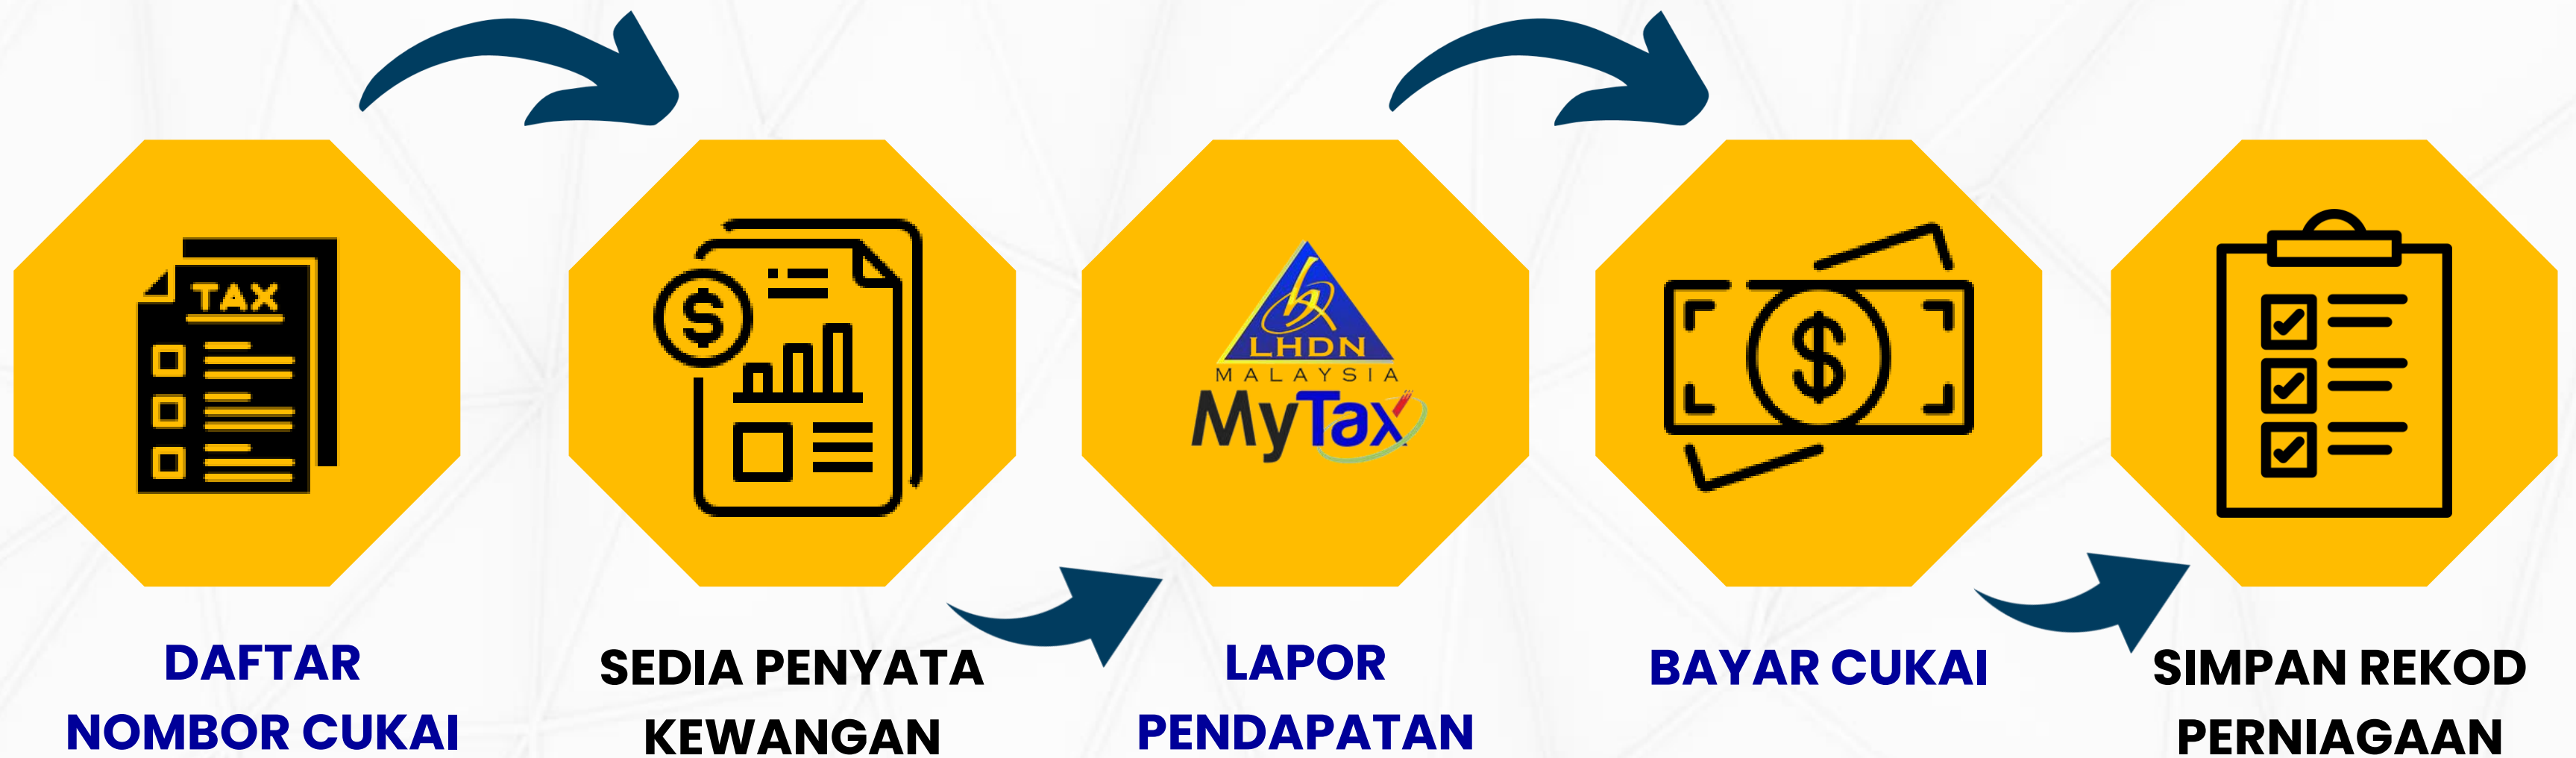 TAX
LHDN
MALAYSIA
MyTax
DAFTAR
NOMBOR CUKAI
SEDIA PENYATA
KEWANGAN
LAPOR
PENDAPATAN
BAYAR CUKAI
SIMPAN REKOD
PERNIAGAAN